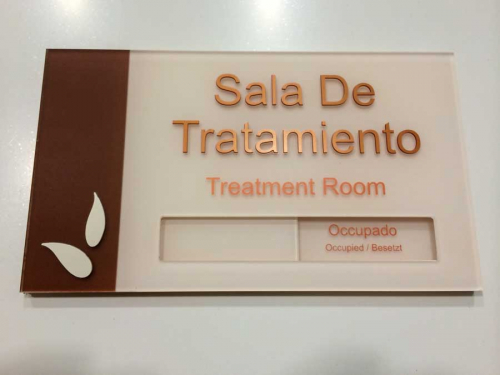 Sala De
Tratamiento
Treatment Room
Occupado
Occupied / Besetzt